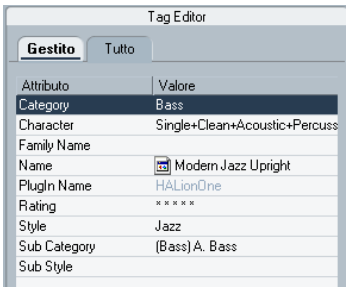 Tag Editor
Gestito Tutto
Attributo Valore
Category Bass
Character Single+Clean+Acoustic+Percuss
Family Name
Name Modern Jazz Upright
PlugIn Name HALionOne
Rating * * * * *
Style Jazz
Sub Category (Bass) A. Bass
Sub Style